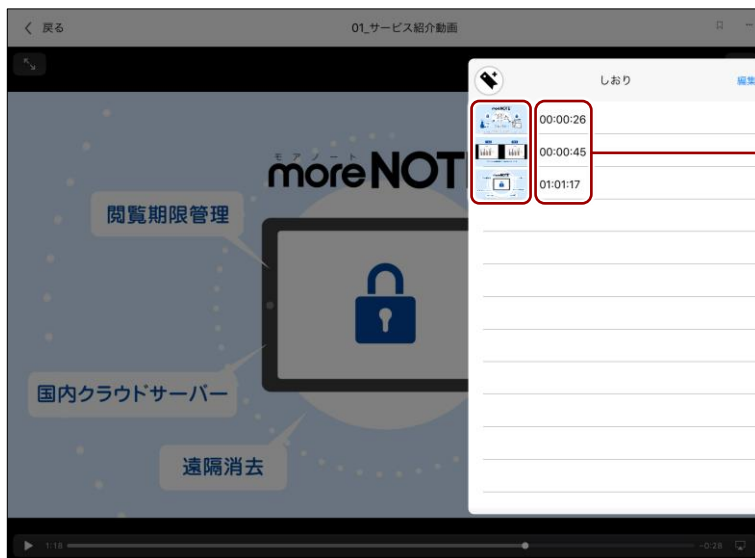 戻る
01_サービス紹介動画
しおり
編集
00:00:26
00:00:45
01:01:17
モアノート
moreNOT
閲覧期限管理
国内クラウドサーバー
遠隔消去
1:18
-0:28